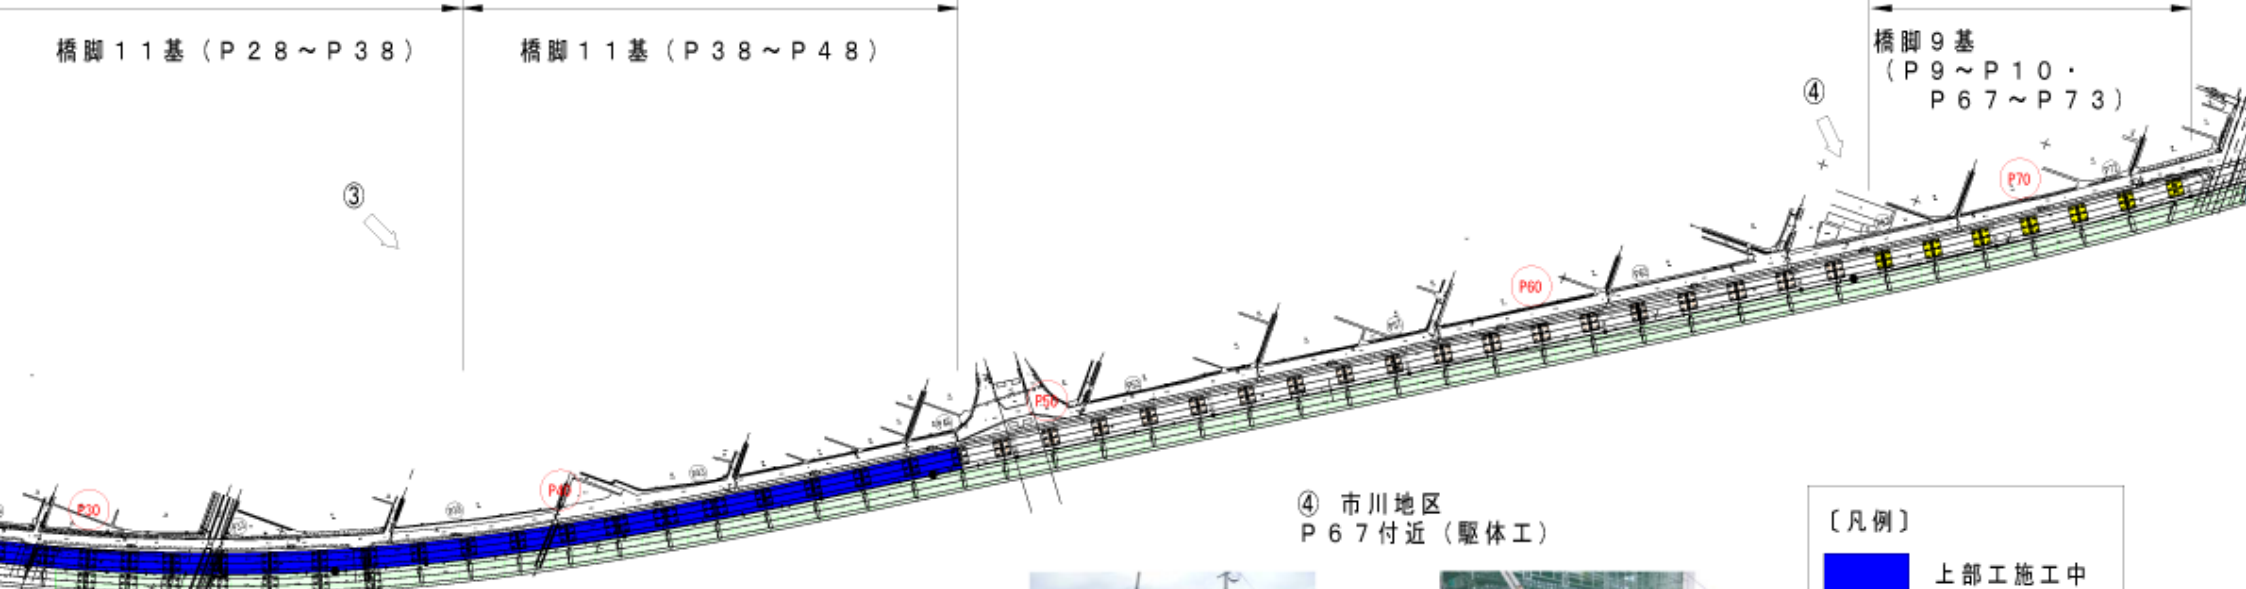 橋脚11基(P28～P38)
橋脚11基(P38～P48)
橋脚9基
(P9～P10・
P67～P73)
④
③
P70
P60
P50
P40
P30
④ 市川地区
P67付近(駆体工)
〔凡例〕
上部工施工中